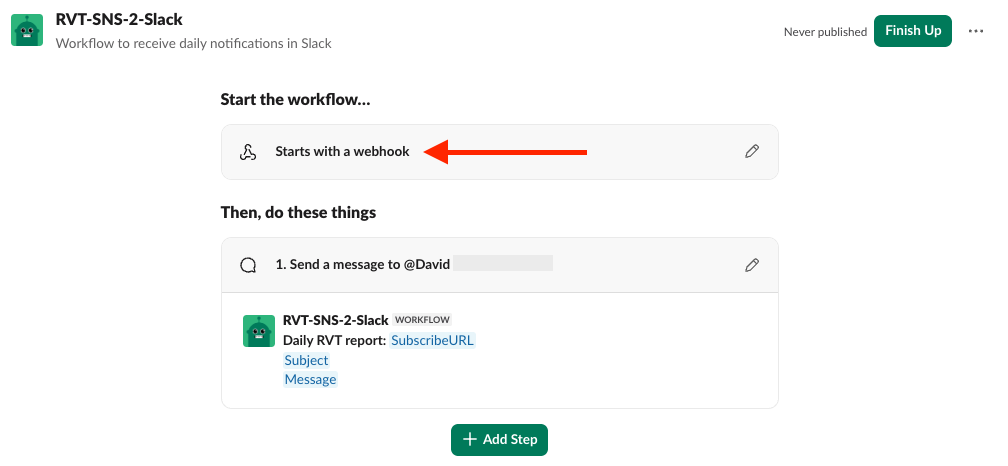 RVT-SNS-2-Slack
Workflow to receive daily notifications in Slack
Never published
Finish Up
Start the workflow...
Starts with a webhook
Then, do these things
1. Send a message to @David
RVT-SNS-2-Slack WORKFLOW
Daily RVT report: SubscribeURL
Subject
Message
+ Add Step